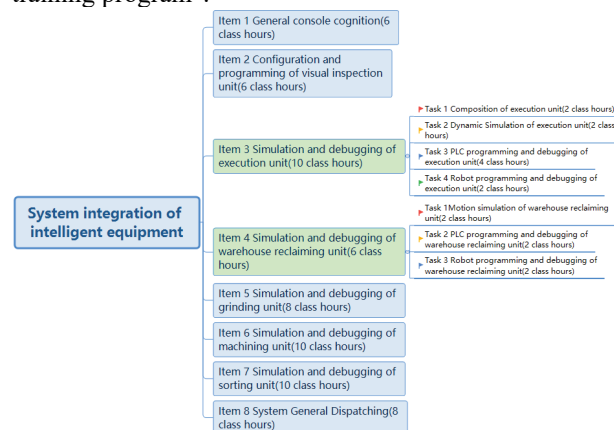 training program .
Item 1 General console cognition(6
class hours)
Item 2 Configuration and
programming of visual inspection
unit(6 class hours)
Item 3 Simulation and debugging of
execution unit(10 class hours)
Task 1 Composition of execution unit(2 class hours)
Task 2 Dynamic Simulation of execution unit(2 class
hours)
Task 3 PLC programming and debugging of
execution unit(4 class hours)
Task 4 Robot programming and debugging of
execution unit(2 class hours)
System integration of
intelligent equipment
Item 4 Simulation and debugging of
warehouse reclaiming unit(6 class
hours)
Task 1Motion simulation of warehouse reclaiming
unit(2 class hours)
Task 2 PLC programming and debugging of
warehouse reclaiming unit(2 class hours)
Task 3 Robot programming and debugging of
warehouse reclaiming unit(2 class hours)
Item 5 Simulation and debugging of
grinding unit(8 class hours)
Item 6 Simulation and debugging of
machining unit(10 class hours)
Item 7 Simulation and debugging of
sorting unit(10 class hours)
Item 8 System General Dispatching(8
class hours)